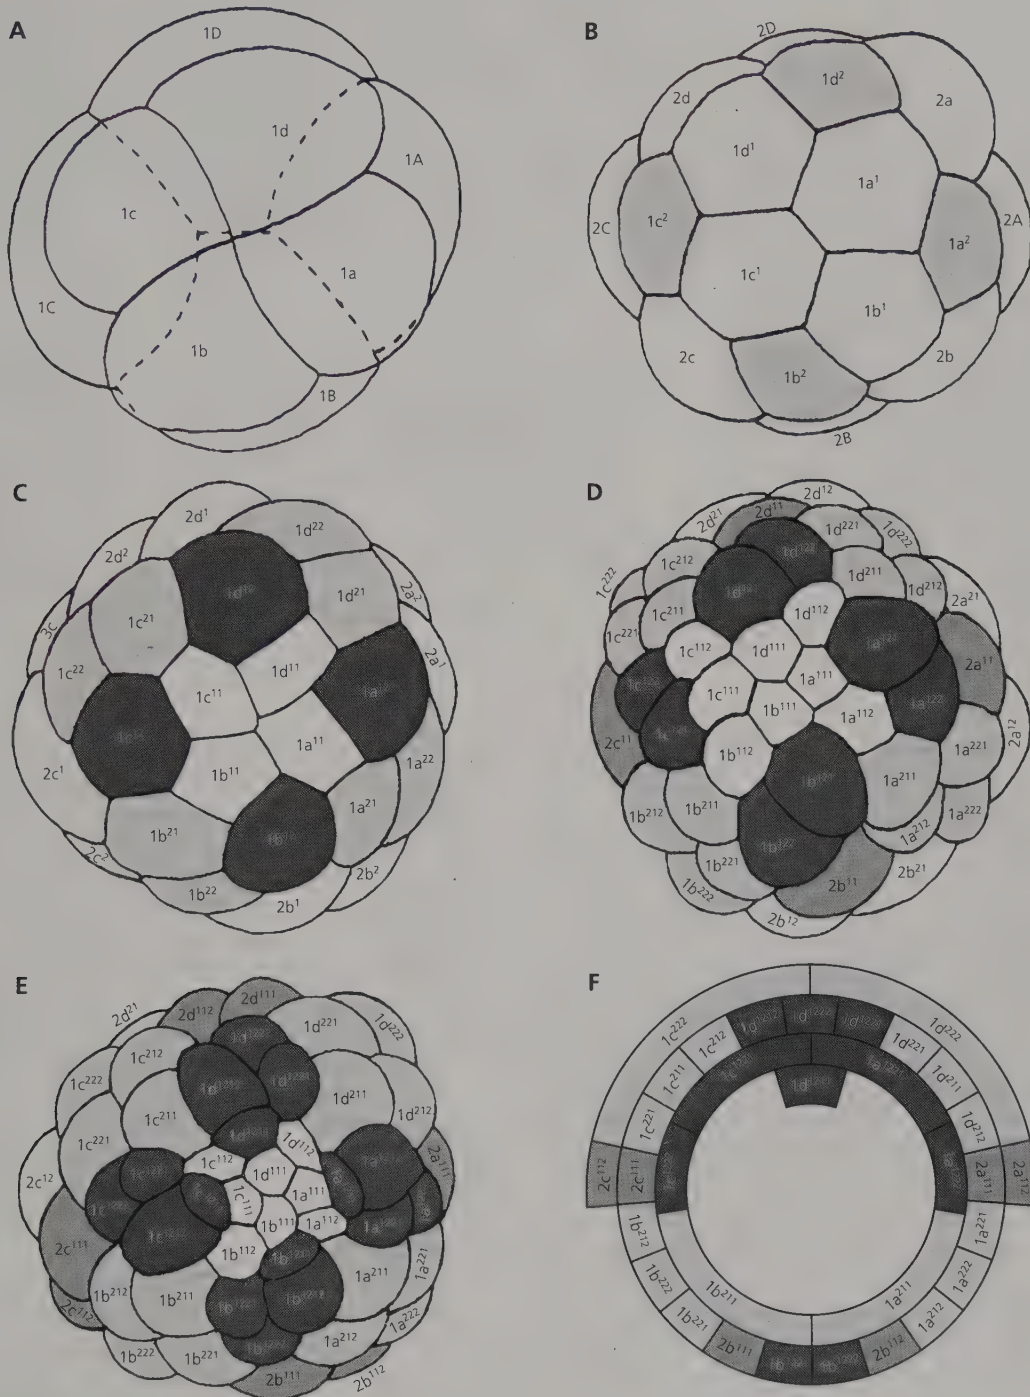 A
1D
1d
1A
1c
1a
1C
1b
1B
B
2D
1d²
2d
2a
1d¹
1a¹
2C
1c²
2A
1a²
1c¹
1b¹
2c
2b
1b²
2B
C
2d¹
1d²²
2d²
1c²¹
1d²¹
2a²
3c
1d¹¹
2a¹
1c²²
1c¹¹
1a¹¹
2c¹
1b¹¹
1a²²
1b²¹
1a²¹
2c²
2b²
1b²²
2b¹
D
2d¹²
2d¹¹
2d²¹
1d²²¹
1d²²²
1c²¹²
1d²¹¹
1d²¹²
1c²²²
2a²¹
1c²¹¹
1d¹¹²
1c²²¹
1c¹¹²
1d¹¹¹
2a¹¹
1a¹¹¹
1c¹¹¹
1b¹¹¹
1a¹¹²
2a¹²
2c¹¹
1b¹¹²
1a²²¹
1a²¹¹
1b²¹²
1b²¹¹
1a²²²
1a²¹²
1b²²¹
2b¹¹
2b²¹
1b²²²
2b¹²
E
2d²¹
2d¹¹²
2d¹¹¹
1d²²¹
1d²²²
1c²¹²
1c²²²
1d²¹¹
1c²¹¹
1d²¹²
1c²²¹
1d¹¹²
1c¹¹²
1d¹¹¹
2a¹¹¹
2c¹²
1c¹¹¹
1a¹¹¹
1b¹¹¹
1a¹¹²
2c¹¹¹
1b¹¹²
1a²¹¹
1a²²¹
1b²¹²
1b²¹¹
2c¹¹²
1a²¹²
1a²²²
1b²²²
1b²²¹
2b¹¹¹
2b¹¹²
F
1c²²²
1d²²²
1c²¹²
1d²²¹
1c²¹¹
1d²¹¹
1c²²¹
1d²¹²
2c¹¹²
2c¹¹¹
2a¹¹¹
2a¹¹²
1b²¹²
1a²²¹
1b²²²
1a²²²
1b²¹¹
1a²¹¹
1b²²¹
1a²¹²
2b¹¹¹
2b¹¹²